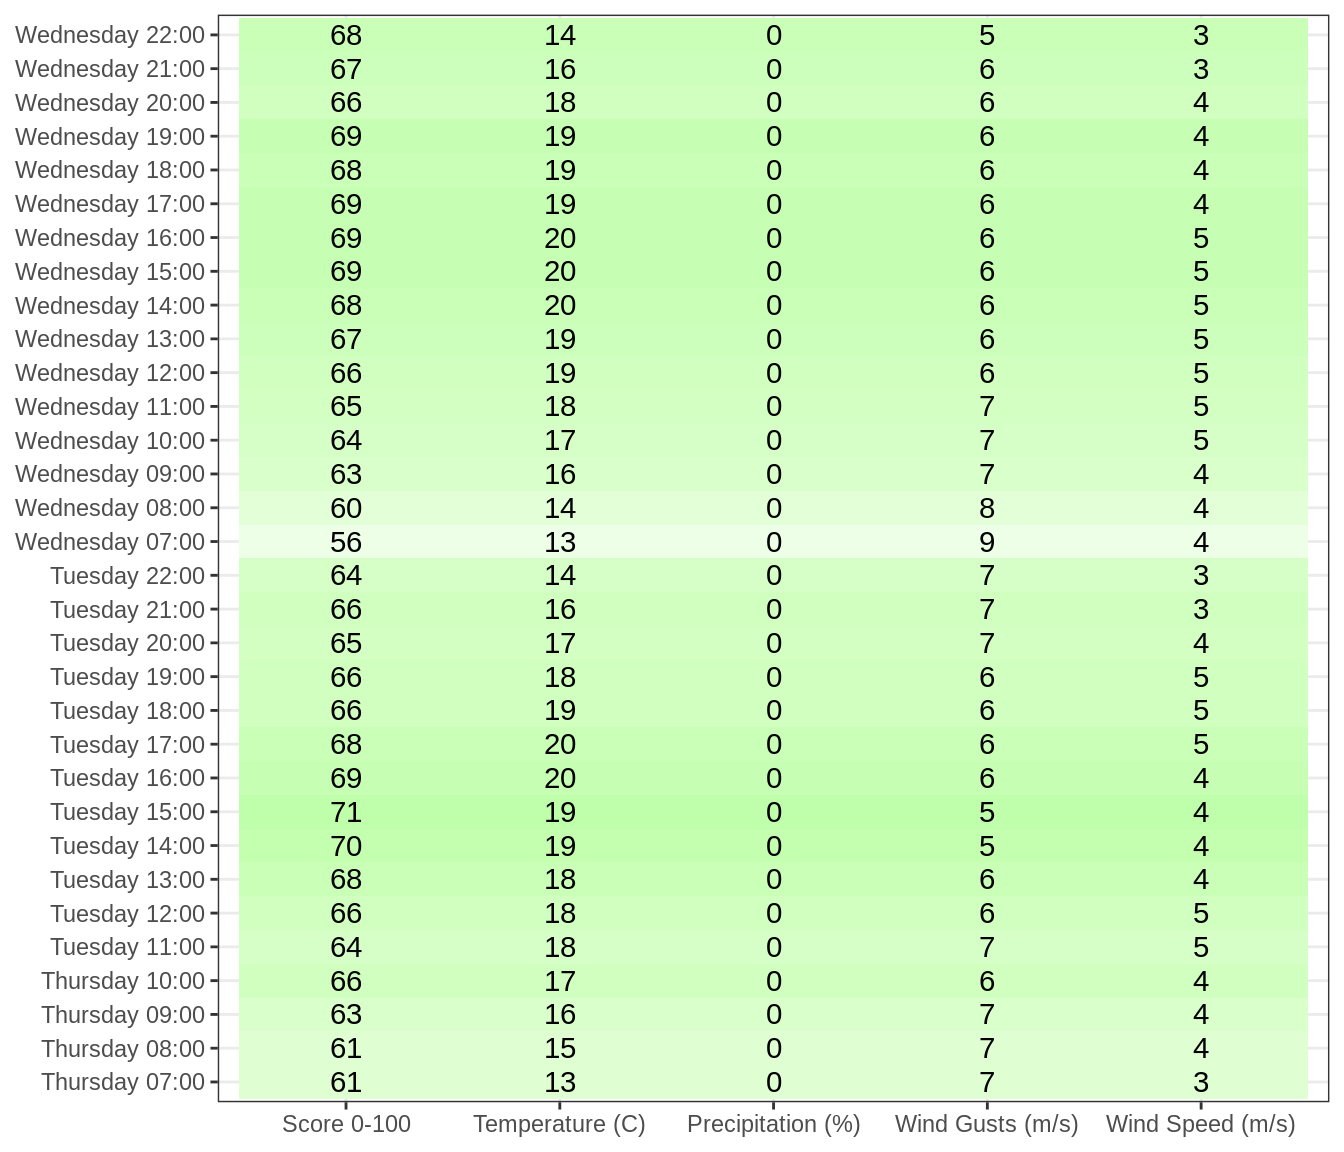 Wednesday 22:00 68 14 0 5 3
Wednesday 21:00 67 16 0 6 3
Wednesday 20:00 66 18 0 6 4
Wednesday 19:00 69 19 0 6 4
Wednesday 18:00 68 19 0 6 4
Wednesday 17:00 69 19 0 6 4
Wednesday 16:00 69 20 0 6 5
Wednesday 15:00 69 20 0 6 5
Wednesday 14:00 68 20 0 6 5
Wednesday 13:00 67 19 0 6 5
Wednesday 12:00 66 19 0 6 5
Wednesday 11:00 65 18 0 7 5
Wednesday 10:00 64 17 0 7 5
Wednesday 09:00 63 16 0 7 4
Wednesday 08:00 60 14 0 8 4
Wednesday 07:00 56 13 0 9 4
Tuesday 22:00 64 14 0 7 3
Tuesday 21:00 66 16 0 7 3
Tuesday 20:00 65 17 0 7 4
Tuesday 19:00 66 18 0 6 5
Tuesday 18:00 66 19 0 6 5
Tuesday 17:00 68 20 0 6 5
Tuesday 16:00 69 20 0 6 4
Tuesday 15:00 71 19 0 5 4
Tuesday 14:00 70 19 0 5 4
Tuesday 13:00 68 18 0 6 4
Tuesday 12:00 66 18 0 6 5
Tuesday 11:00 64 18 0 7 5
Thursday 10:00 66 17 0 6 4
Thursday 09:00 63 16 0 7 4
Thursday 08:00 61 15 0 7 4
Thursday 07:00 61 13 0 7 3
Score 0-100 Temperature (C) Precipitation (%) Wind Gusts (m/s) Wind Speed (m/s)